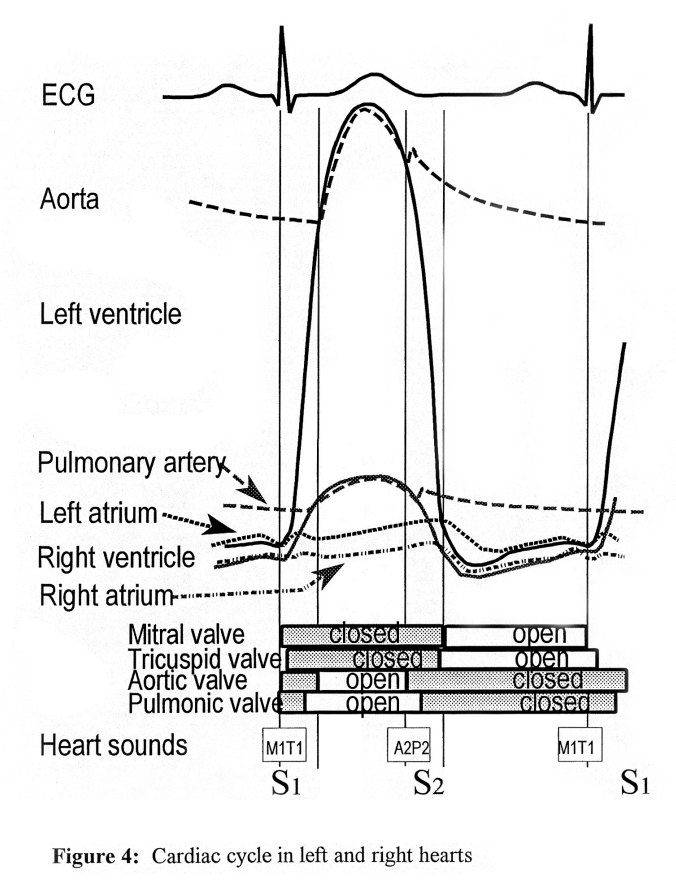 ECG
Aorta
Left ventricle
Pulmonary artery
Left atrium
Right ventricle
Right atrium
Mitral valve closed open
Tricuspid valve closed open
Aortic valve open closed
Pulmonic valve open closed
Heart sounds M1T1 A2P2 M1T1
S1 S2 S1
Figure 4: Cardiac cycle in left and right hearts